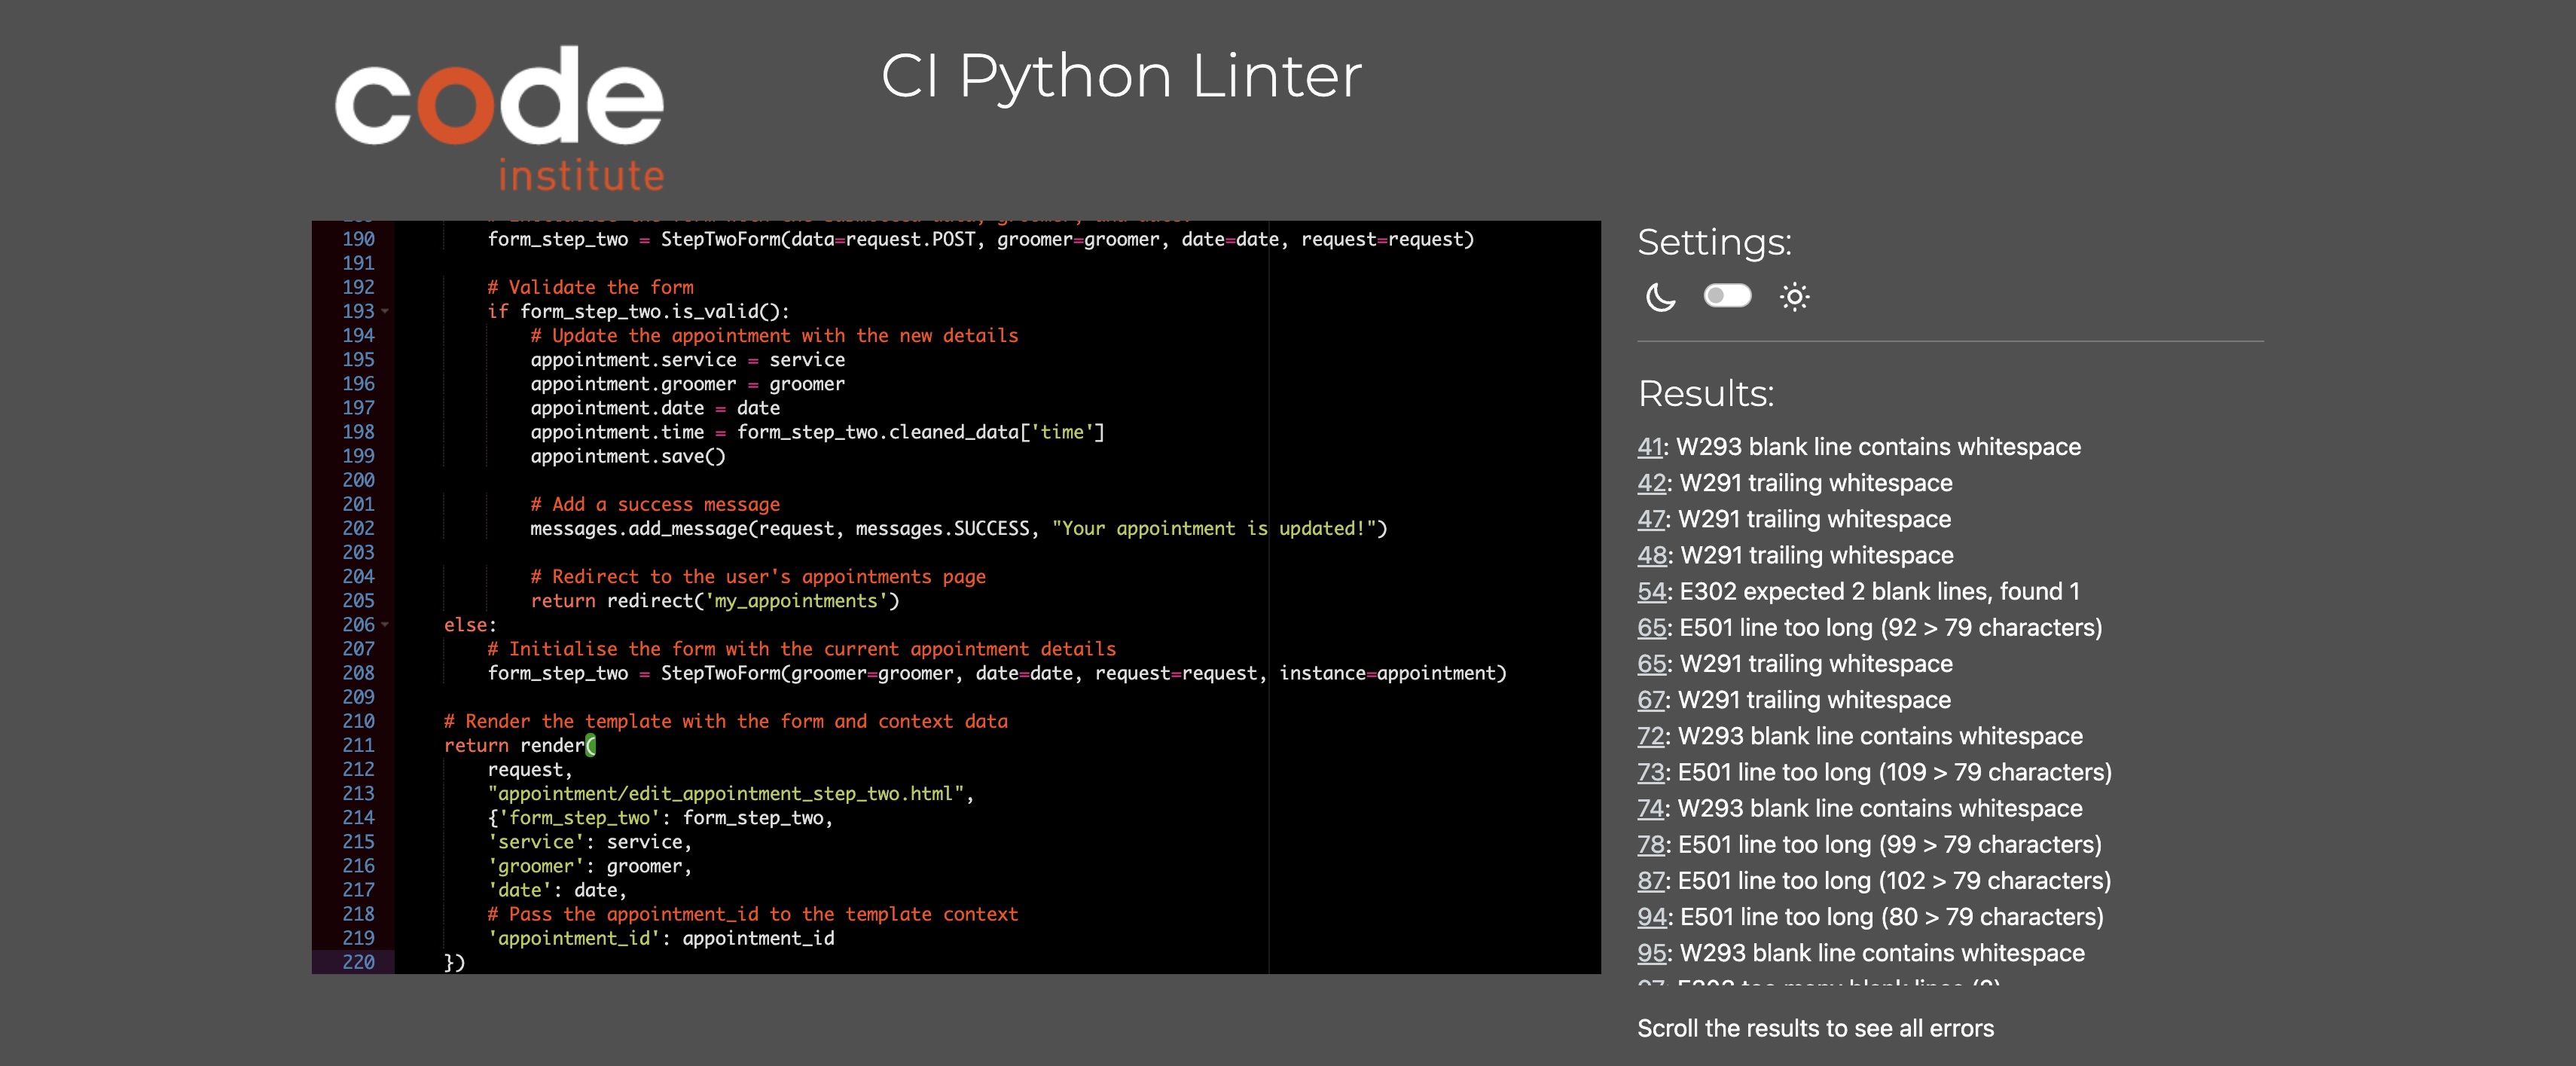 code
institute
CI Python Linter
190 form_step_two = StepTwoForm(data=request.POST, groomer=groomer, date=date, request=request)
191
192 # Validate the form
193 if form_step_two.is_valid():
194 # Update the appointment with the new details
195 appointment.service = service
196 appointment.groomer = groomer
197 appointment.date = date
198 appointment.time = form_step_two.cleaned_data['time']
199 appointment.save()
200
201 # Add a success message
202 messages.add_message(request, messages.SUCCESS, "Your appointment is updated!")
203
204 # Redirect to the user's appointments page
205 return redirect('my_appointments')
206 else:
207 # Initialise the form with the current appointment details
208 form_step_two = StepTwoForm(groomer=groomer, date=date, request=request, instance=appointment)
209
210 # Render the template with the form and context data
211 return render(
212 request,
213 "appointment/edit_appointment_step_two.html",
214 {'form_step_two': form_step_two,
215 'service': service,
216 'groomer': groomer,
217 'date': date,
218 # Pass the appointment_id to the template context
219 'appointment_id': appointment_id
220 })
Settings:
Results:
41: W293 blank line contains whitespace
42: W291 trailing whitespace
47: W291 trailing whitespace
48: W291 trailing whitespace
54: E302 expected 2 blank lines, found 1
65: E501 line too long (92 > 79 characters)
65: W291 trailing whitespace
67: W291 trailing whitespace
72: W293 blank line contains whitespace
73: E501 line too long (109 > 79 characters)
74: W293 blank line contains whitespace
78: E501 line too long (99 > 79 characters)
87: E501 line too long (102 > 79 characters)
94: E501 line too long (80 > 79 characters)
95: W293 blank line contains whitespace
Scroll the results to see all errors